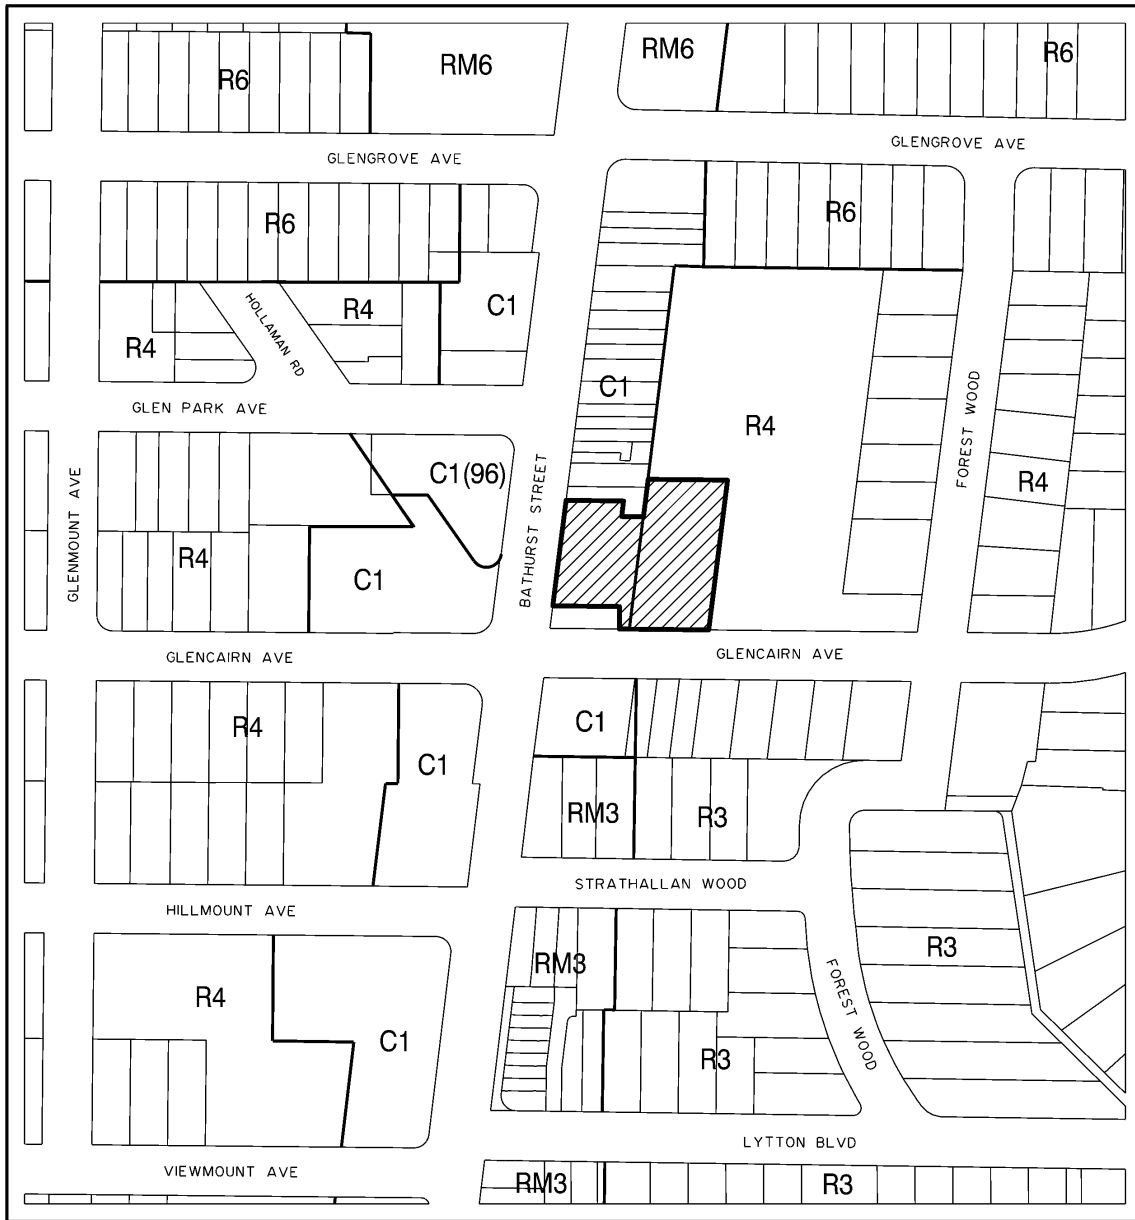 R6
RM6
RM6
R6
GLENGROVE AVE
GLENGROVE AVE
R6
R6
HOLLAMAN RD
R4
C1
R4
GLEN PARK AVE
C1
R4
FOREST WOOD
GLENMOUNT AVE
C1(96)
BATHURST STREET
R4
R4
C1
GLENCAIRN AVE
GLENCAIRN AVE
R4
C1
C1
RM3
R3
STRATHALLAN WOOD
HILLMOUNT AVE
RM3
R3
FOREST WOOD
R4
C1
R3
LYTTON BLVD
VIEWMOUNT AVE
RM3
R3